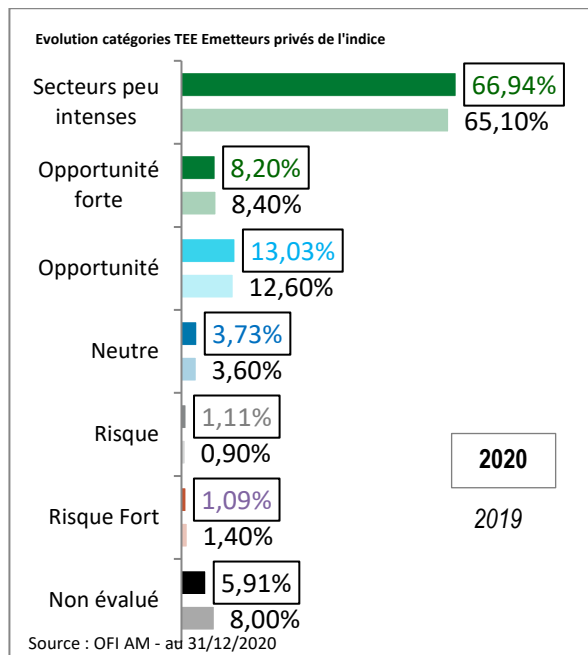 Evolution catégories TEE Emetteurs privés de l'indice
Secteurs peu
intenses
66,94%
65,10%
Opportunité
forte
8,20%
8,40%
Opportunité
13,03%
12,60%
Neutre
3,73%
3,60%
Risque
1,11%
0,90%
Risque Fort
1,09%
1,40%
Non évalué
5,91%
8,00%
2020
2019
Source : OFI AM - au 31/12/2020